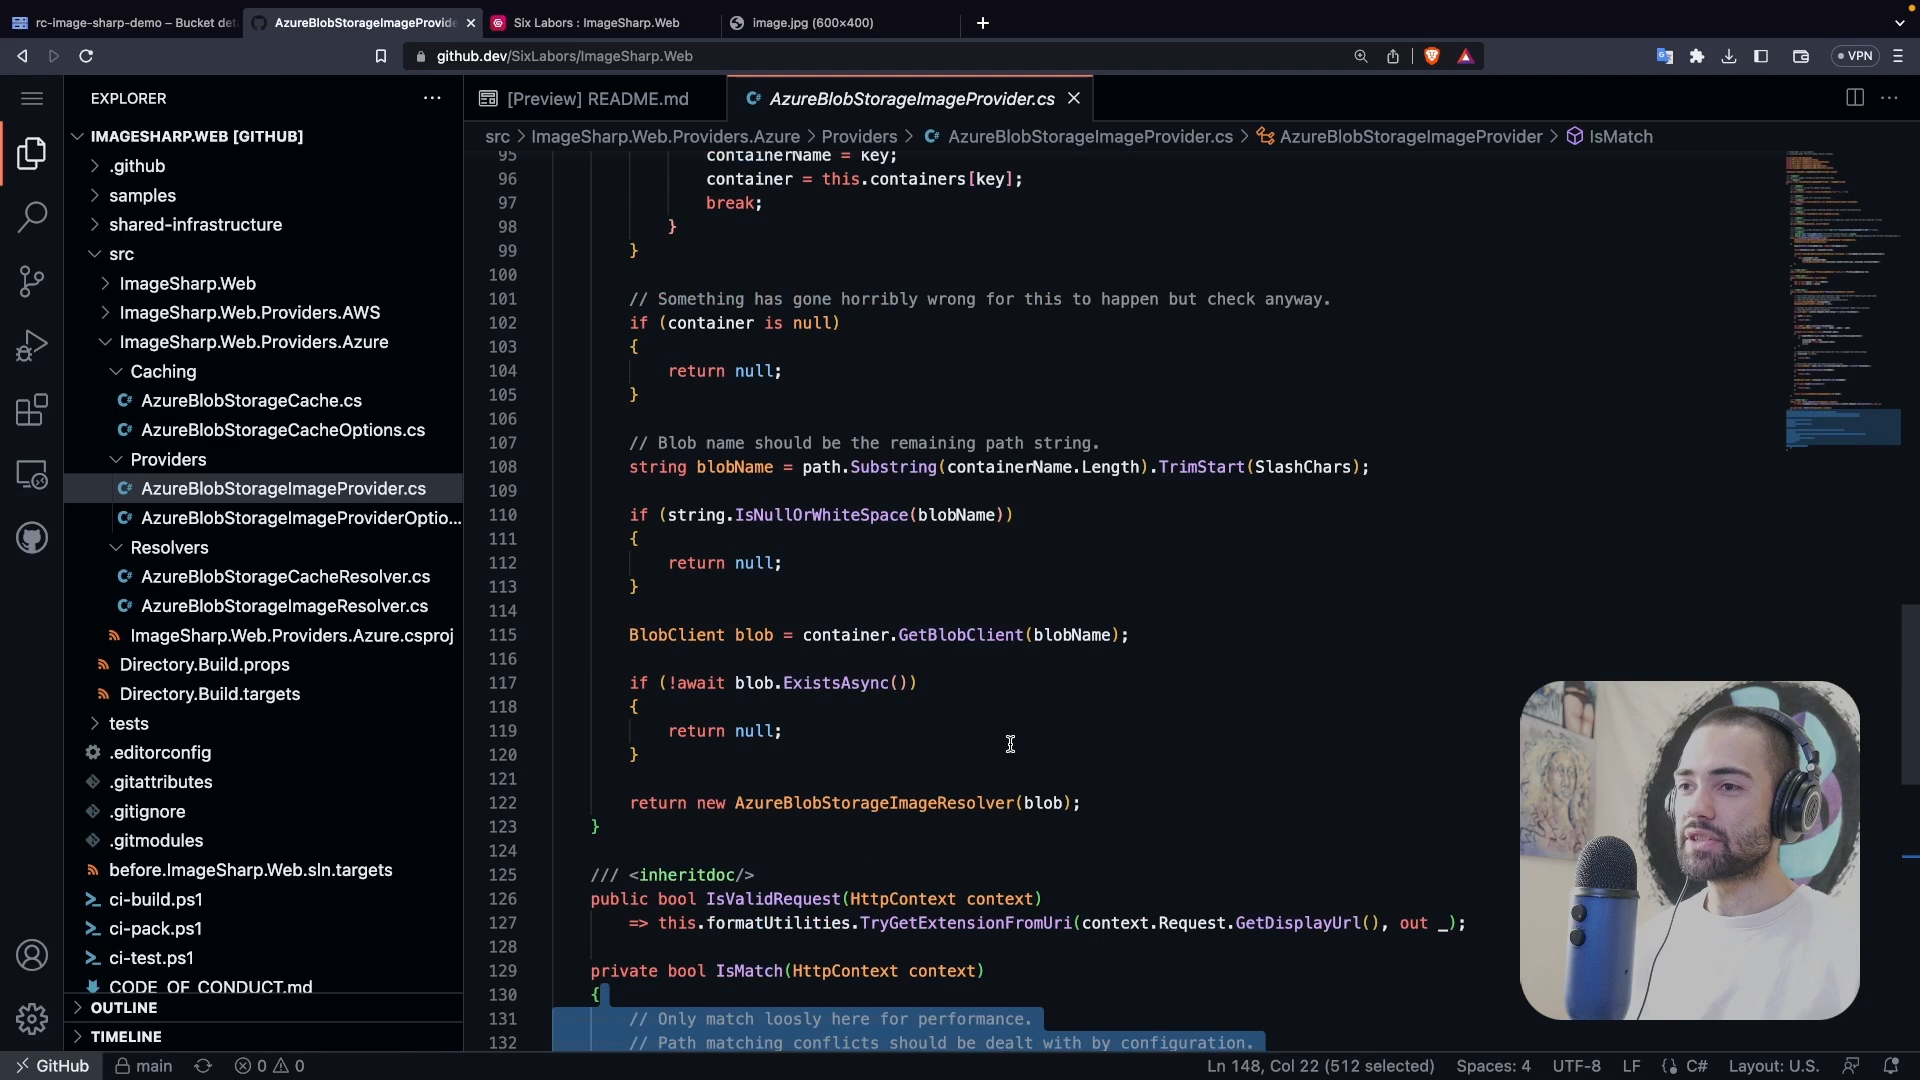 rc-image-sharp-demo – Bucket det
AzureBlobStorageImageProvide
Six Labors : ImageSharp.Web
image.jpg (600×400)
github.dev/SixLabors/ImageSharp.Web
VPN
EXPLORER
[Preview] README.md
AzureBlobStorageImageProvider.cs
src > ImageSharp.Web.Providers.Azure > Providers > AzureBlobStorageImageProvider.cs > AzureBlobStorageImageProvider > IsMatch
IMAGESHARP.WEB [GITHUB]
.github
samples
shared-infrastructure
src
ImageSharp.Web
ImageSharp.Web.Providers.AWS
ImageSharp.Web.Providers.Azure
Caching
AzureBlobStorageCache.cs
AzureBlobStorageCacheOptions.cs
Providers
AzureBlobStorageImageProvider.cs
AzureBlobStorageImageProviderOptio...
Resolvers
AzureBlobStorageCacheResolver.cs
AzureBlobStorageImageResolver.cs
ImageSharp.Web.Providers.Azure.csproj
Directory.Build.props
Directory.Build.targets
tests
.editorconfig
.gitattributes
.gitignore
.gitmodules
before.ImageSharp.Web.sln.targets
ci-build.ps1
ci-pack.ps1
ci-test.ps1
CODE_OF_CONDUCT.md
OUTLINE
TIMELINE
95 containerName = key;
96 container = this.containers[key];
97 break;
98 }
99 }
100
101 // Something has gone horribly wrong for this to happen but check anyway.
102 if (container is null)
103 {
104 return null;
105 }
106
107 // Blob name should be the remaining path string.
108 string blobName = path.Substring(containerName.Length).TrimStart(SlashChars);
109
110 if (string.IsNullOrWhiteSpace(blobName))
111 {
112 return null;
113 }
114
115 BlobClient blob = container.GetBlobClient(blobName);
116
117 if (!await blob.ExistsAsync())
118 {
119 return null;
120 }
121
122 return new AzureBlobStorageImageResolver(blob);
123 }
124
125 /// <inheritdoc/>
126 public bool IsValidRequest(HttpContext context)
127 => this.formatUtilities.TryGetExtensionFromUri(context.Request.GetDisplayUrl(), out _);
128
129 private bool IsMatch(HttpContext context)
130 {
131 // Only match loosly here for performance.
132 // Path matching conflicts should be dealt with by configuration.
GitHub
main
0
0
Ln 148, Col 22 (512 selected)
Spaces: 4
UTF-8
LF
C#
Layout: U.S.